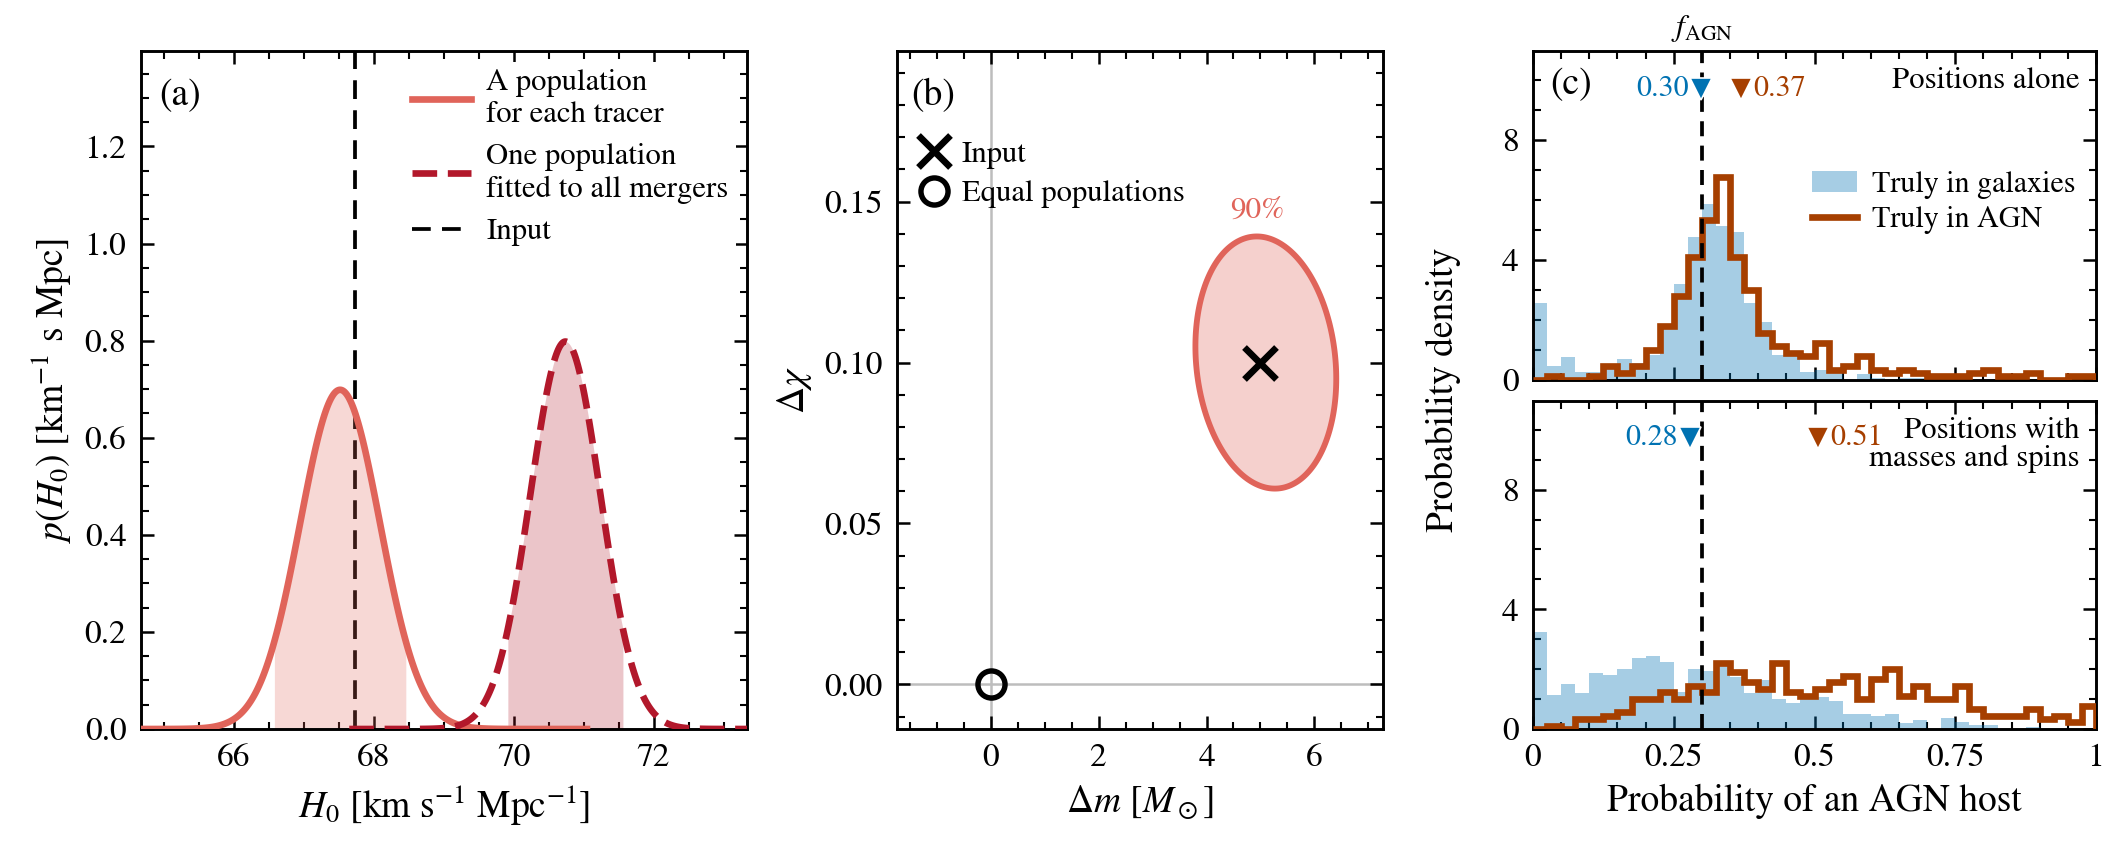 (a)
A population
for each tracer
One population
fitted to all mergers
Input
p(H₀) [km⁻¹ s Mpc]
1.2
1.0
0.8
0.6
0.4
0.2
0.0
66 68 70 72
H₀ [km s⁻¹ Mpc⁻¹]
(b)
Input
Equal populations
90%
Δχ
0.15
0.10
0.05
0.00
0 2 4 6
Δm [M⊙]
f_AGN
(c)
0.30 0.37
Positions alone
Truly in galaxies
Truly in AGN
8
4
0
Probability density
0.28 0.51
Positions with
masses and spins
8
4
0
0 0.25 0.5 0.75 1
Probability of an AGN host